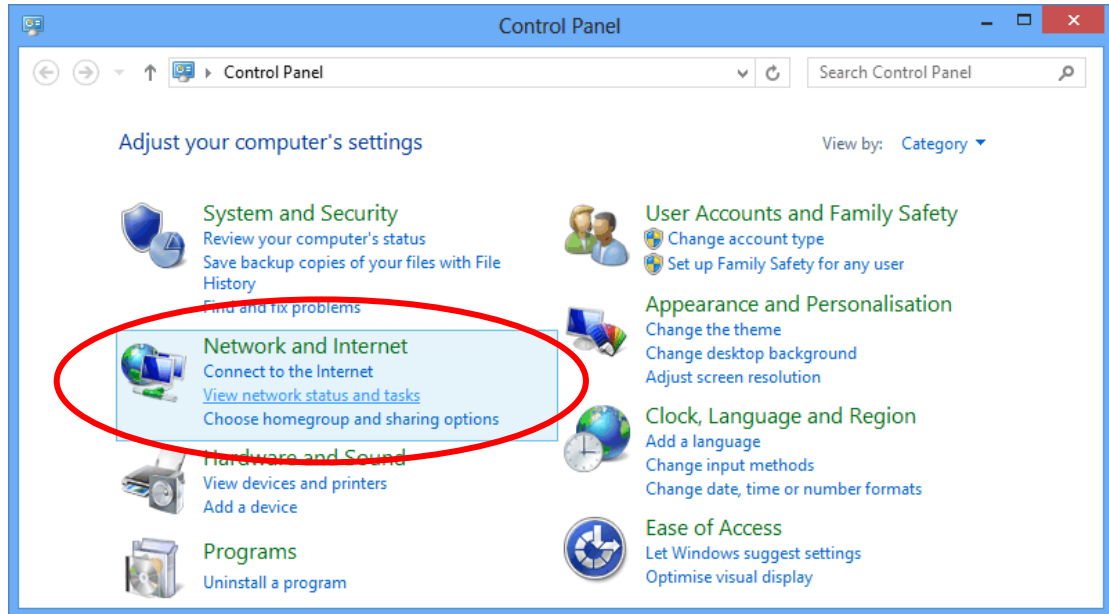 Control Panel
Control Panel
Search Control Panel
Adjust your computer's settings
View by: Category
System and Security
Review your computer's status
Save backup copies of your files with File
History
Find and fix problems
Network and Internet
Connect to the Internet
View network status and tasks
Choose homegroup and sharing options
Hardware and Sound
View devices and printers
Add a device
Programs
Uninstall a program
User Accounts and Family Safety
Change account type
Set up Family Safety for any user
Appearance and Personalisation
Change the theme
Change desktop background
Adjust screen resolution
Clock, Language and Region
Add a language
Change input methods
Change date, time or number formats
Ease of Access
Let Windows suggest settings
Optimise visual display